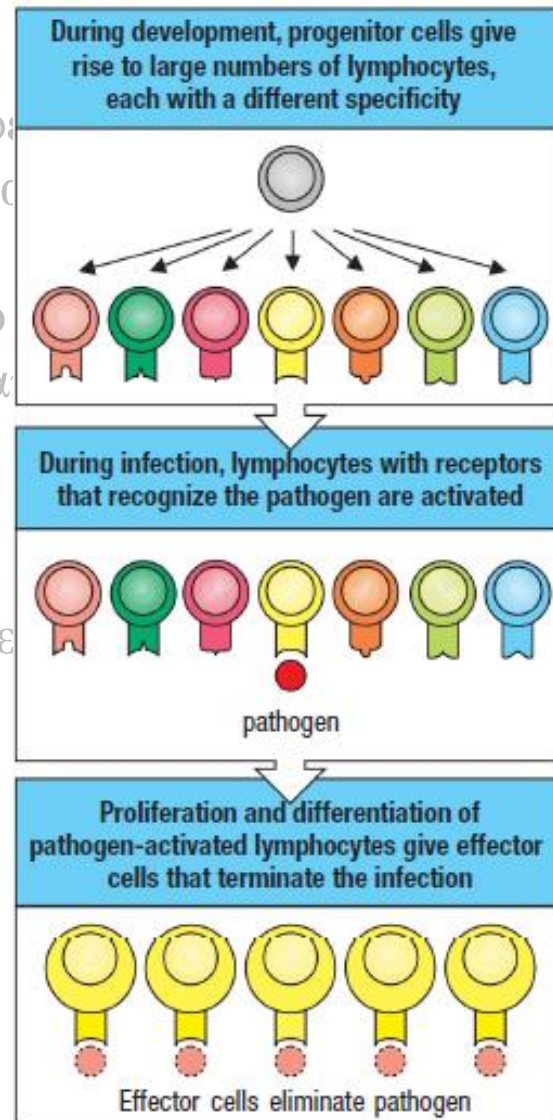 During development, progenitor cells give
rise to large numbers of lymphocytes,
each with a different specificity
During infection, lymphocytes with receptors
that recognize the pathogen are activated
pathogen
Proliferation and differentiation of
pathogen-activated lymphocytes give effector
cells that terminate the infection
Effector cells eliminate pathogen